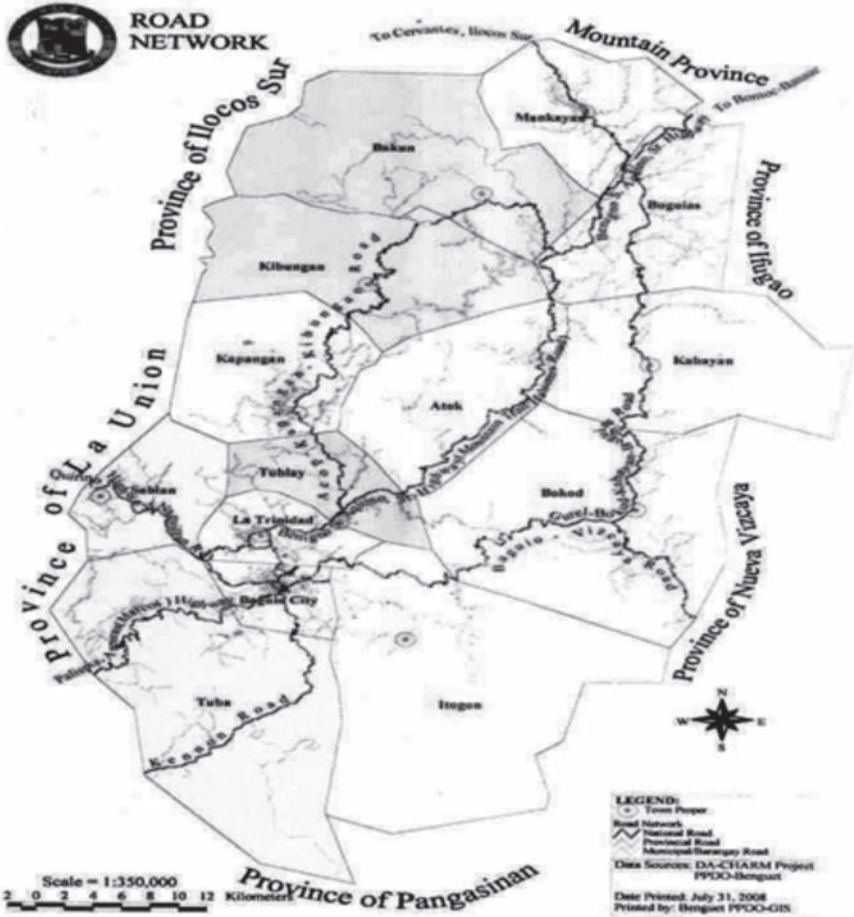 ROAD
NETWORK
To Cervantes, Ilocos Sur
Mountain Province
To Bontoc-Banaue
Province of Ilocos Sur
Mankayan
Bakun
Buguias
Province of Ifugao
Kibungan
Road
Kapangan
Kabayan
Atok
Province of La Union
Tublay
Sablan
La Trinidad
Bokod
Baguio - Vizcaya Road
Baguio City
Province of Nueva Vizcaya
Tuba
Kennon Road
Itogon
N
W E
S
LEGEND:
Town Proper
Road Network
National Road
Provincial Road
Municipal/Barangay Road
Data Sources: DA-CHARM Project
PPDO-Benguet
Date Printed: July 31, 2008
Printed by: Benguet PPDO-GIS
Scale = 1:350,000
2 0 2 4 6 8 10 12 Kilometers
Province of Pangasinan